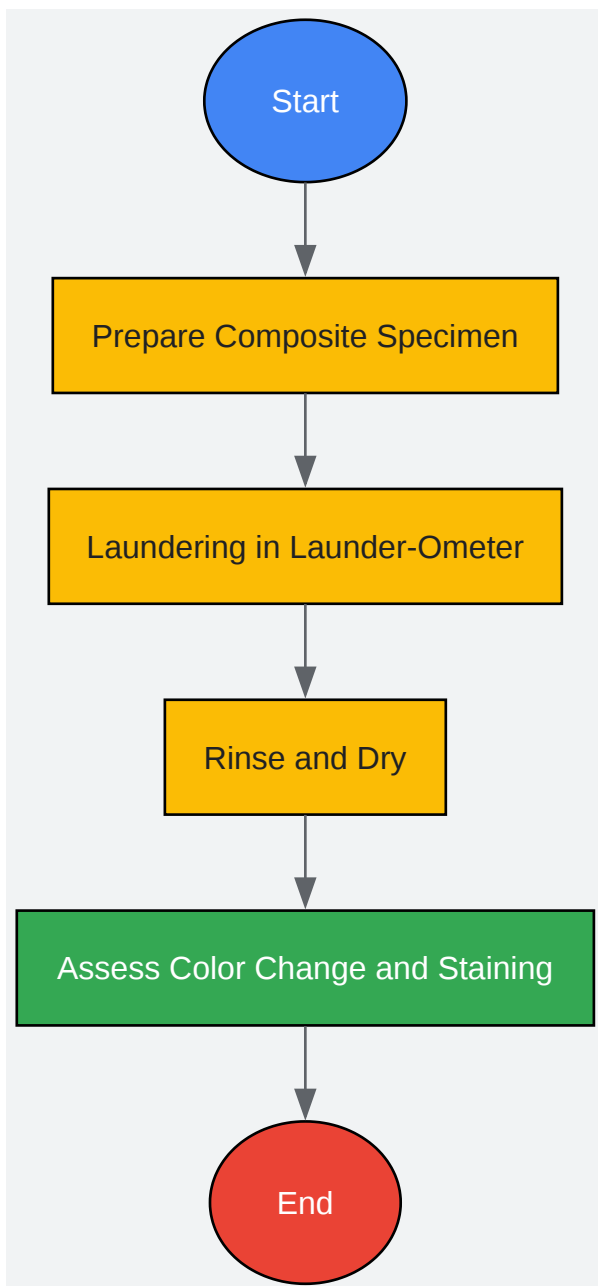 Start
Prepare Composite Specimen
Laundering in Launder-Ometer
Rinse and Dry
Assess Color Change and Staining
End